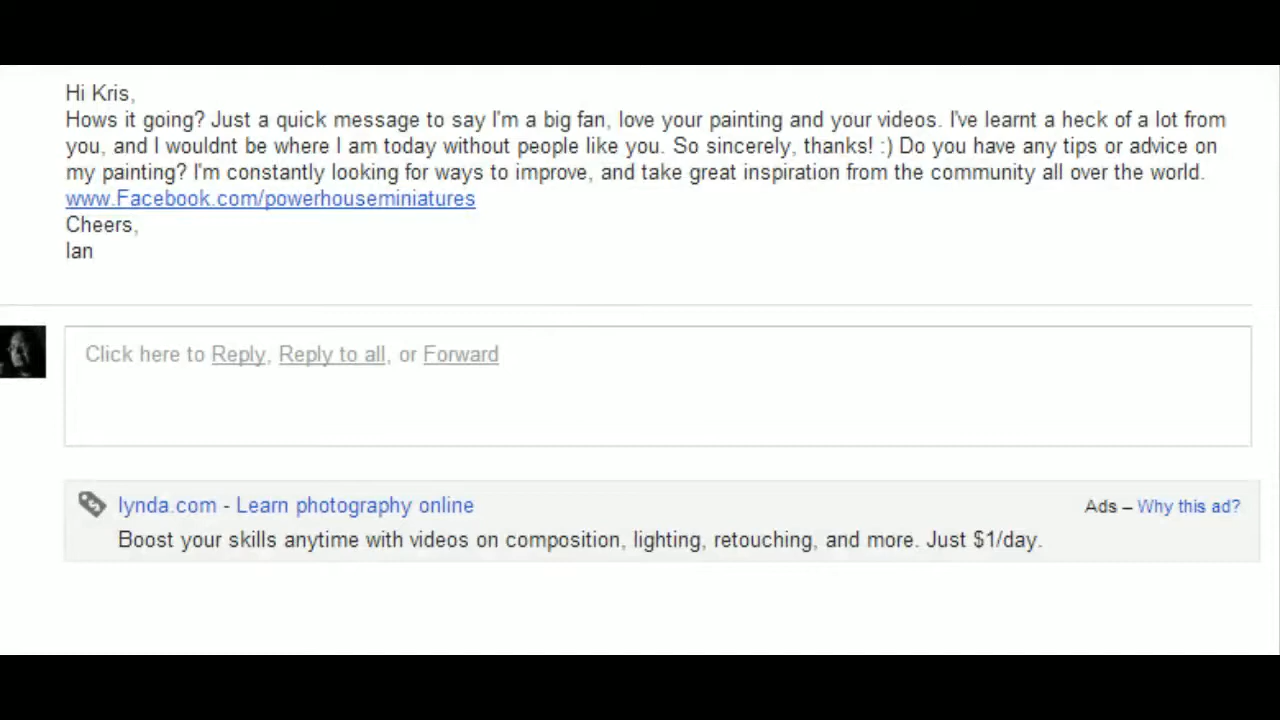 Hi Kris,
Hows it going? Just a quick message to say I'm a big fan, love your painting and your videos. I've learnt a heck of a lot from
you, and I wouldnt be where I am today without people like you. So sincerely, thanks! :) Do you have any tips or advice on
my painting? I'm constantly looking for ways to improve, and take great inspiration from the community all over the world.
www.Facebook.com/powerhouseminiatures
Cheers,
Ian
Click here to Reply, Reply to all, or Forward
lynda.com - Learn photography online
Ads – Why this ad?
Boost your skills anytime with videos on composition, lighting, retouching, and more. Just $1/day.